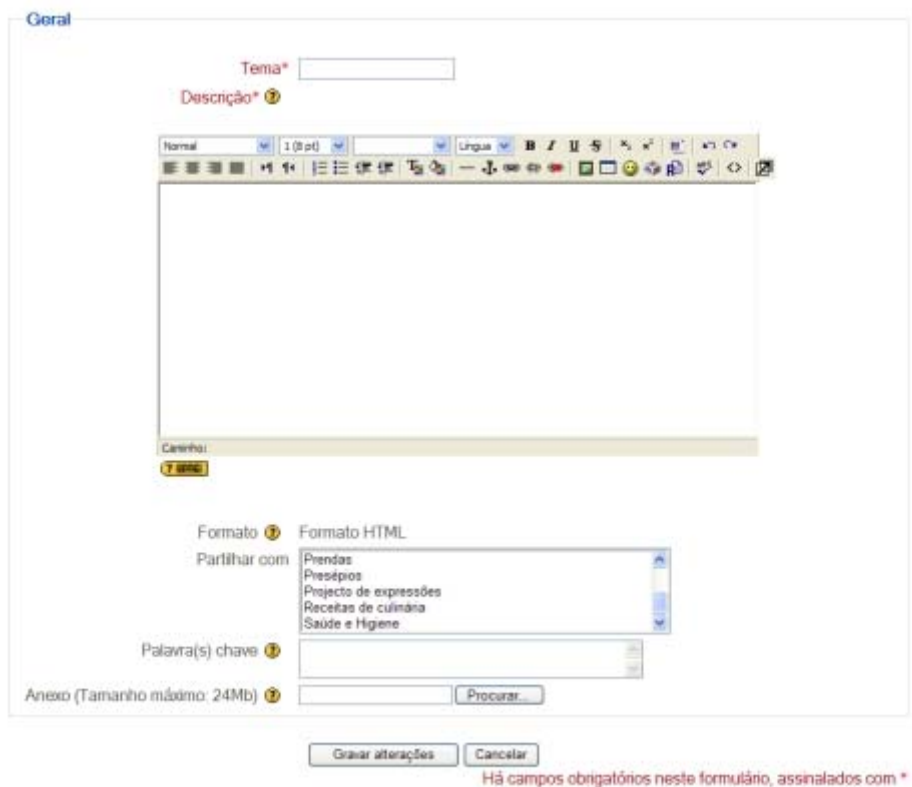 Geral
Tema*
Descrição*
Normal 1 (8 pt) Língua B I U S
Caminho:
Formato Formato HTML
Partilhar com Prendas
Presépios
Projecto de expressões
Receitas de culinária
Saúde e Higiene
Palavra(s) chave
Anexo (Tamanho máximo: 24Mb) Procurar...
Gravar alterações Cancelar
Há campos obrigatórios neste formulário, assinalados com *